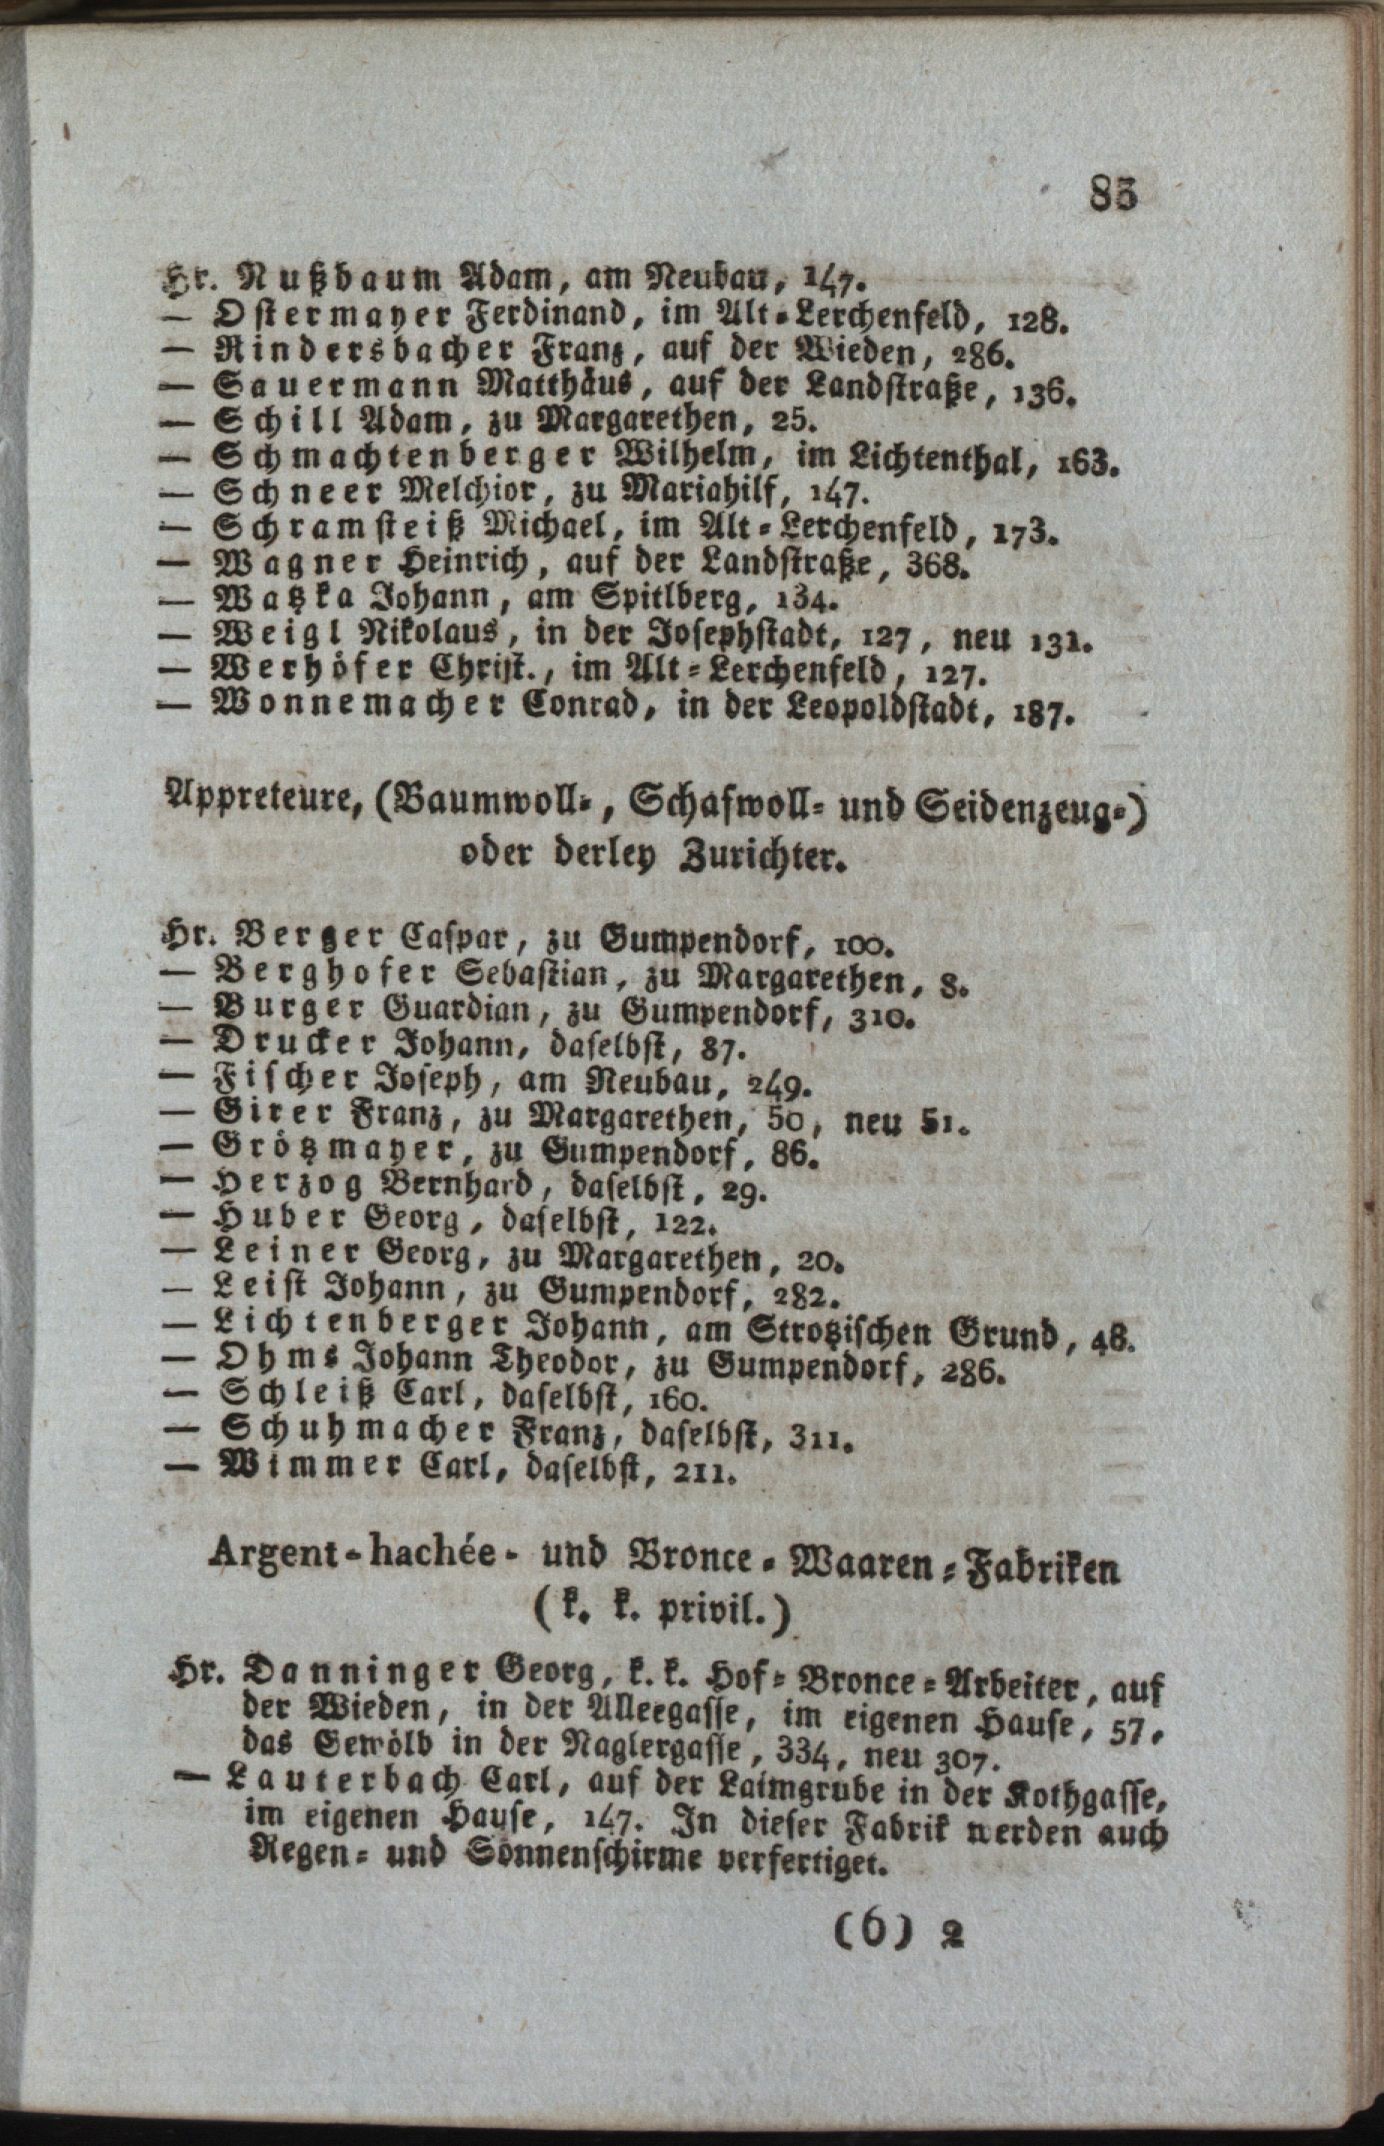 83
Hr. Nußbaum Adam, am Neubau, 147.
— Ostermayer Ferdinand, im Alt-Lerchenfeld, 128.
— Rindersbacher Franz, auf der Wieden, 286.
— Sauermann Matthäus, auf der Landstraße, 136.
— Schill Adam, zu Margarethen, 25.
— Schmachtenberger Wilhelm, im Lichtenthal, 163.
— Schneer Melchior, zu Mariahilf, 147.
— Schramsteiß Michael, im Alt-Lerchenfeld, 173.
— Wagner Heinrich, auf der Landstraße, 368.
— Watzka Johann, am Spitlberg, 134.
— Weigl Nikolaus, in der Josephstadt, 127, neu 131.
— Werhöfer Christ., im Alt-Lerchenfeld, 127.
— Wonnemacher Conrad, in der Leopoldstadt, 187.
Appreteure, (Baumwoll-, Schafwoll- und Seidenzeug-)
oder derley Zurichter.
Hr. Berger Caspar, zu Gumpendorf, 100.
— Berghofer Sebastian, zu Margarethen, 8.
— Burger Guardian, zu Gumpendorf, 310.
— Drucker Johann, daselbst, 87.
— Fischer Joseph, am Neubau, 249.
— Girer Franz, zu Margarethen, 50, neu 51.
— Grötzmayer, zu Gumpendorf, 86.
— Herzog Bernhard, daselbst, 29.
— Huber Georg, daselbst, 122.
— Leiner Georg, zu Margarethen, 20.
— Leist Johann, zu Gumpendorf, 282.
— Lichtenberger Johann, am Strotzischen Grund, 48.
— Ohms Johann Theodor, zu Gumpendorf, 286.
— Schleiß Carl, daselbst, 160.
— Schuhmacher Franz, daselbst, 311.
— Wimmer Carl, daselbst, 211.
Argent-hachée- und Bronce-Waaren-Fabriken
(k. k. privil.)
Hr. Danninger Georg, k. k. Hof-Bronce-Arbeiter, auf
der Wieden, in der Alleegasse, im eigenen Hause, 57,
das Gewölb in der Naglergasse, 334, neu 307.
— Lauterbach Carl, auf der Laimgrube in der Kothgasse,
im eigenen Hause, 147. In dieser Fabrik werden auch
Regen- und Sonnenschirme verfertiget.
(6) 2